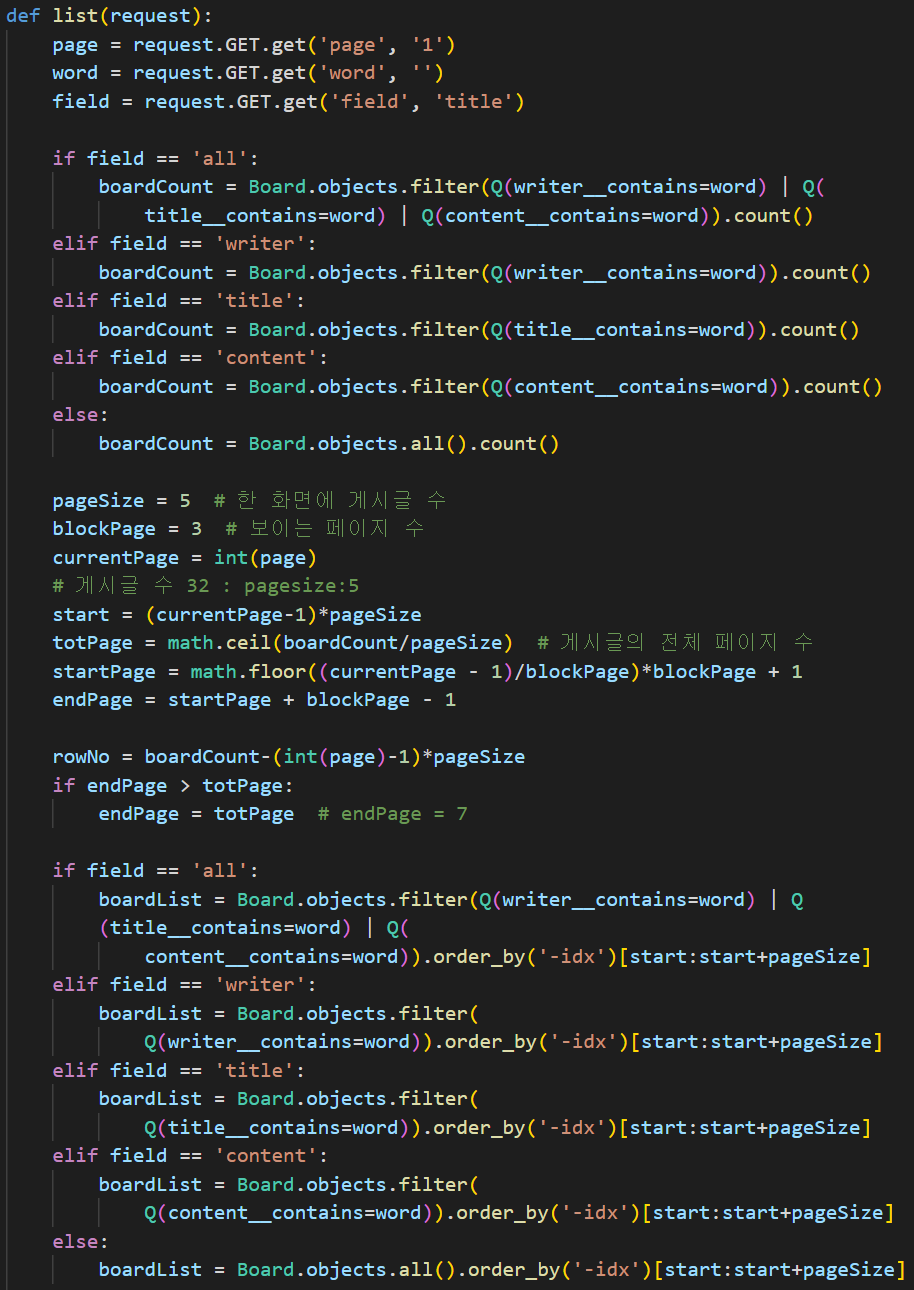 def list(request):
    page = request.GET.get('page', '1')
    word = request.GET.get('word', '')
    field = request.GET.get('field', 'title')

    if field == 'all':
        boardCount = Board.objects.filter(Q(writer__contains=word) | Q(
            title__contains=word) | Q(content__contains=word)).count()
    elif field == 'writer':
        boardCount = Board.objects.filter(Q(writer__contains=word)).count()
    elif field == 'title':
        boardCount = Board.objects.filter(Q(title__contains=word)).count()
    elif field == 'content':
        boardCount = Board.objects.filter(Q(content__contains=word)).count()
    else:
        boardCount = Board.objects.all().count()

    pageSize = 5  # 한 화면에 게시글 수
    blockPage = 3  # 보이는 페이지 수
    currentPage = int(page)
    # 게시글 수 32 : pagesize:5
    start = (currentPage-1)*pageSize
    totPage = math.ceil(boardCount/pageSize)  # 게시글의 전체 페이지 수
    startPage = math.floor((currentPage - 1)/blockPage)*blockPage + 1
    endPage = startPage + blockPage - 1

    rowNo = boardCount-(int(page)-1)*pageSize
    if endPage > totPage:
        endPage = totPage  # endPage = 7

    if field == 'all':
        boardList = Board.objects.filter(Q(writer__contains=word) | Q
        (title__contains=word) | Q(
            content__contains=word)).order_by('-idx')[start:start+pageSize]
    elif field == 'writer':
        boardList = Board.objects.filter(
            Q(writer__contains=word)).order_by('-idx')[start:start+pageSize]
    elif field == 'title':
        boardList = Board.objects.filter(
            Q(title__contains=word)).order_by('-idx')[start:start+pageSize]
    elif field == 'content':
        boardList = Board.objects.filter(
            Q(content__contains=word)).order_by('-idx')[start:start+pageSize]
    else:
        boardList = Board.objects.all().order_by('-idx')[start:start+pageSize]